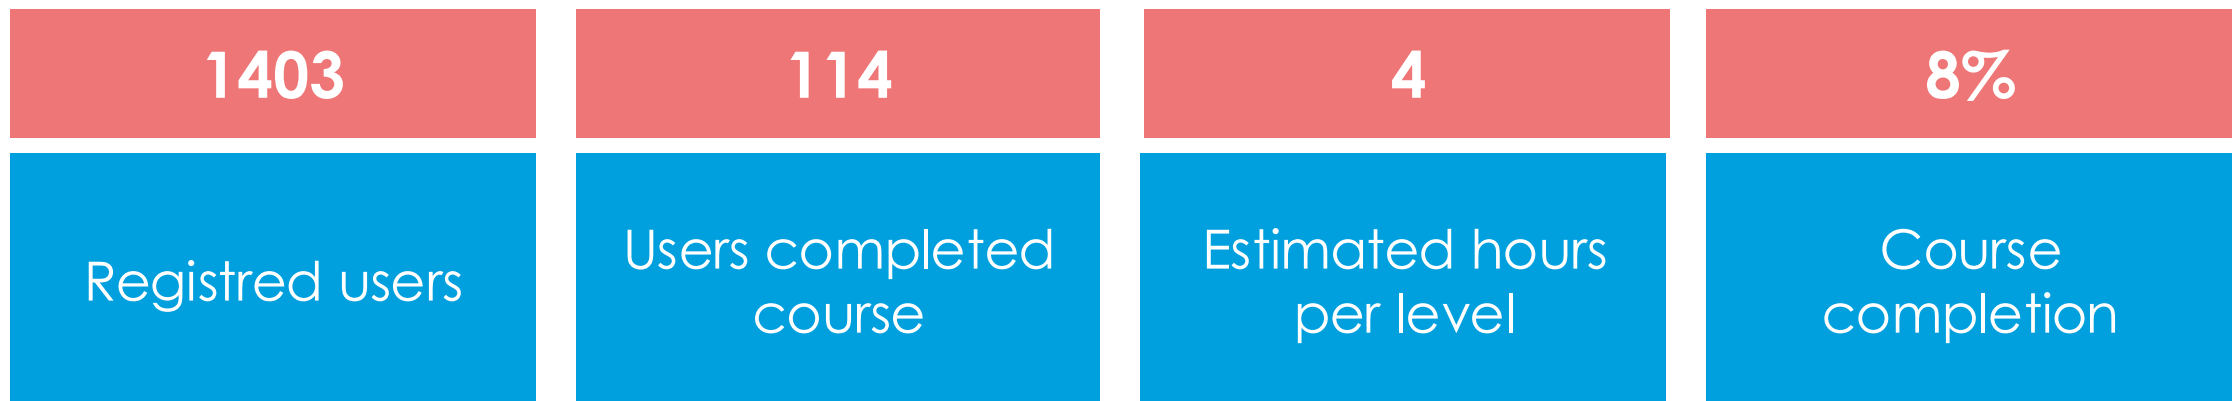 1403
Registred users
114
Users completed
course
4
Estimated hours
per level
8%
Course
completion